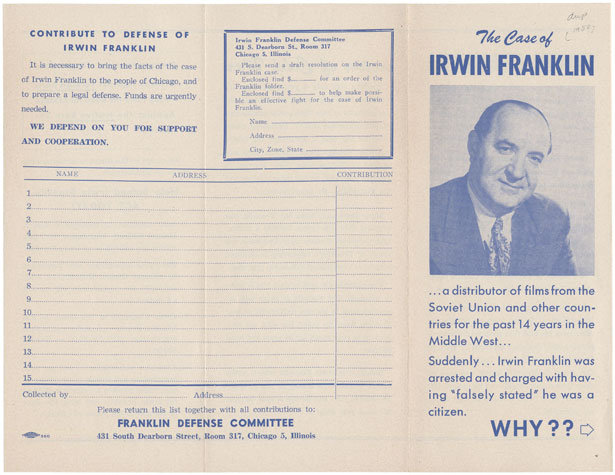 CONTRIBUTE TO DEFENSE OF
IRWIN FRANKLIN
It is necessary to bring the facts of the case
of Irwin Franklin to the people of Chicago, and
to prepare a legal defense. Funds are urgently
needed.
WE DEPEND ON YOU FOR SUPPORT
AND COOPERATION.
Irwin Franklin Defense Committee
431 S. Dearborn St., Room 317
Chicago 5, Illinois
Please send a draft resolution on the Irwin
Franklin case.
Enclosed find $ for an order of the
Franklin folder.
Enclosed find $ to help make possi-
ble an effective fight for the case of Irwin
Franklin.
Name
Address
City, Zone, State
NAME ADDRESS CONTRIBUTION
1
2
3
4
5
6
7
8
9
10
11
12
13
14
15
Collected by Address
Please return this list together with all contributions to:
FRANKLIN DEFENSE COMMITTEE
431 South Dearborn Street, Room 317, Chicago 5, Illinois
The Case of
IRWIN FRANKLIN
...a distributor of films from the
Soviet Union and other coun-
tries for the past 14 years in the
Middle West...
Suddenly... Irwin Franklin was
arrested and charged with hav-
ing "falsely stated" he was a
citizen.
WHY??